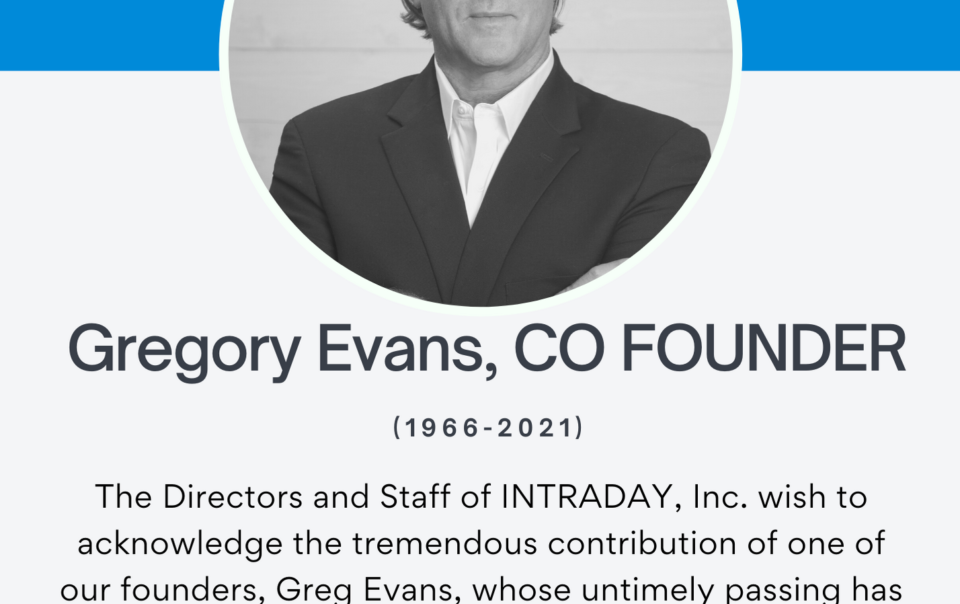 Gregory Evans, CO FOUNDER
(1966-2021)
The Directors and Staff of INTRADAY, Inc. wish to
acknowledge the tremendous contribution of one of
our founders, Greg Evans, whose untimely passing has